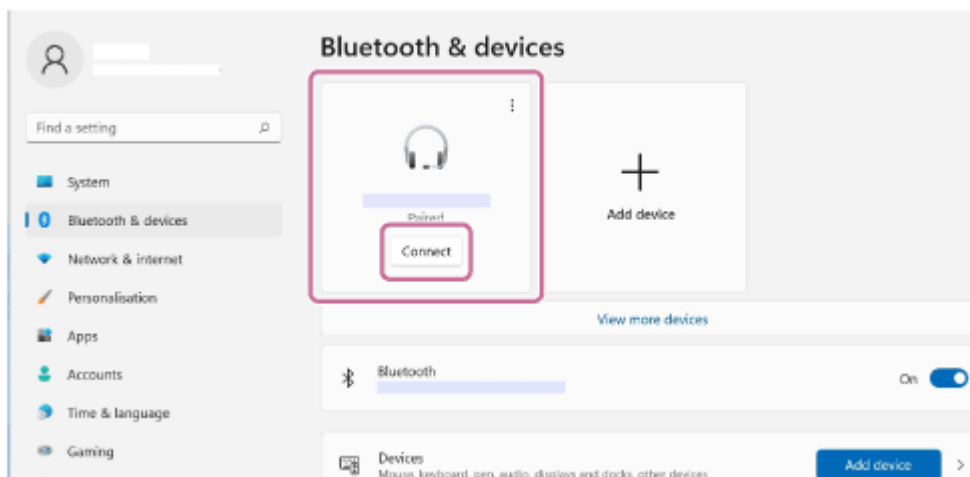 Bluetooth & devices
Find a setting
System
Bluetooth & devices
Network & internet
Personalisation
Apps
Accounts
Time & language
Gaming
Paired
Connect
Add device
View more devices
Bluetooth
On
Devices
Mouse, keyboard, pen, audio, displays and docks, other devices
Add device